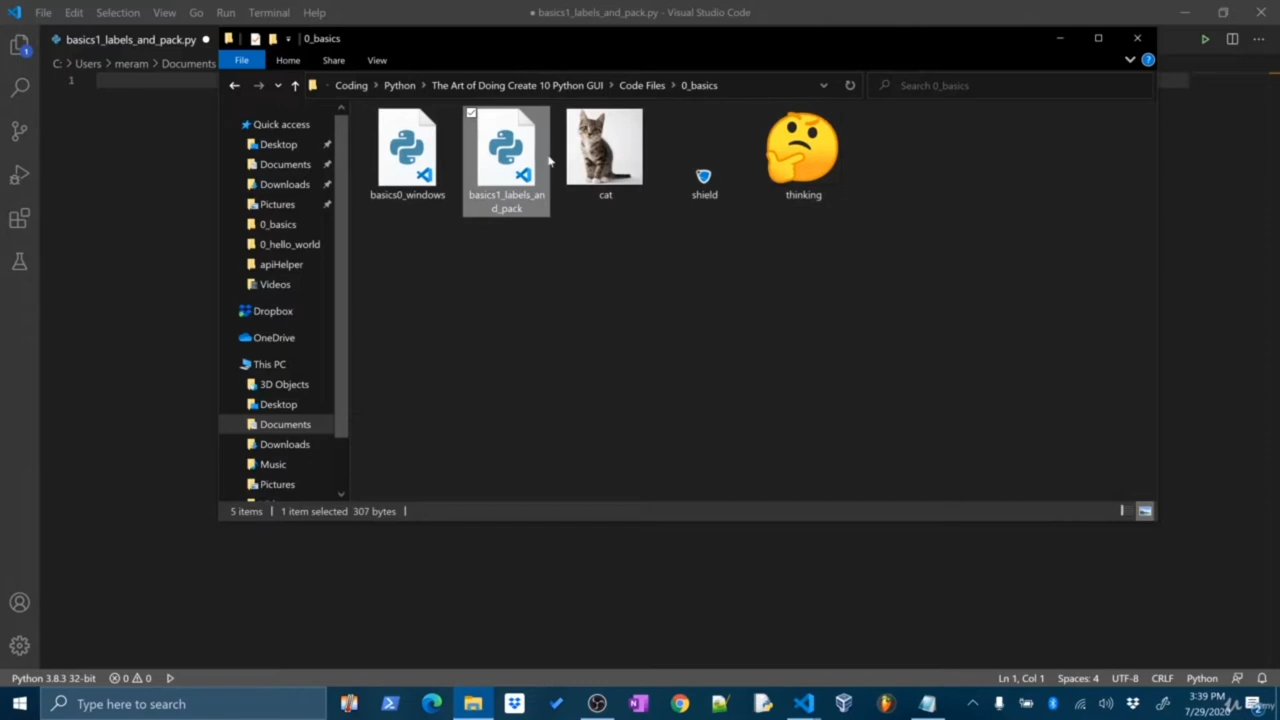 File Edit Selection View Go Run Terminal Help
● basics1_labels_and_pack.py - Visual Studio Code
basics1_labels_and_pack.py ●
0_basics
File Home Share View
C: > Users > meram > Documents
Coding > Python > The Art of Doing Create 10 Python GUI > Code Files > 0_basics
Search 0_basics
1
Quick access
Desktop
Documents
Downloads
Pictures
0_basics
0_hello_world
apiHelper
Videos
Dropbox
OneDrive
This PC
3D Objects
Desktop
Documents
Downloads
Music
Pictures
basics0_windows
basics1_labels_an
d_pack
cat
shield
thinking
5 items | 1 item selected 307 bytes |
1
Python 3.8.3 32-bit 0 0
Ln 1, Col 1 Spaces: 4 UTF-8 CRLF Python
Type here to search
3:39 PM
7/29/2020
2